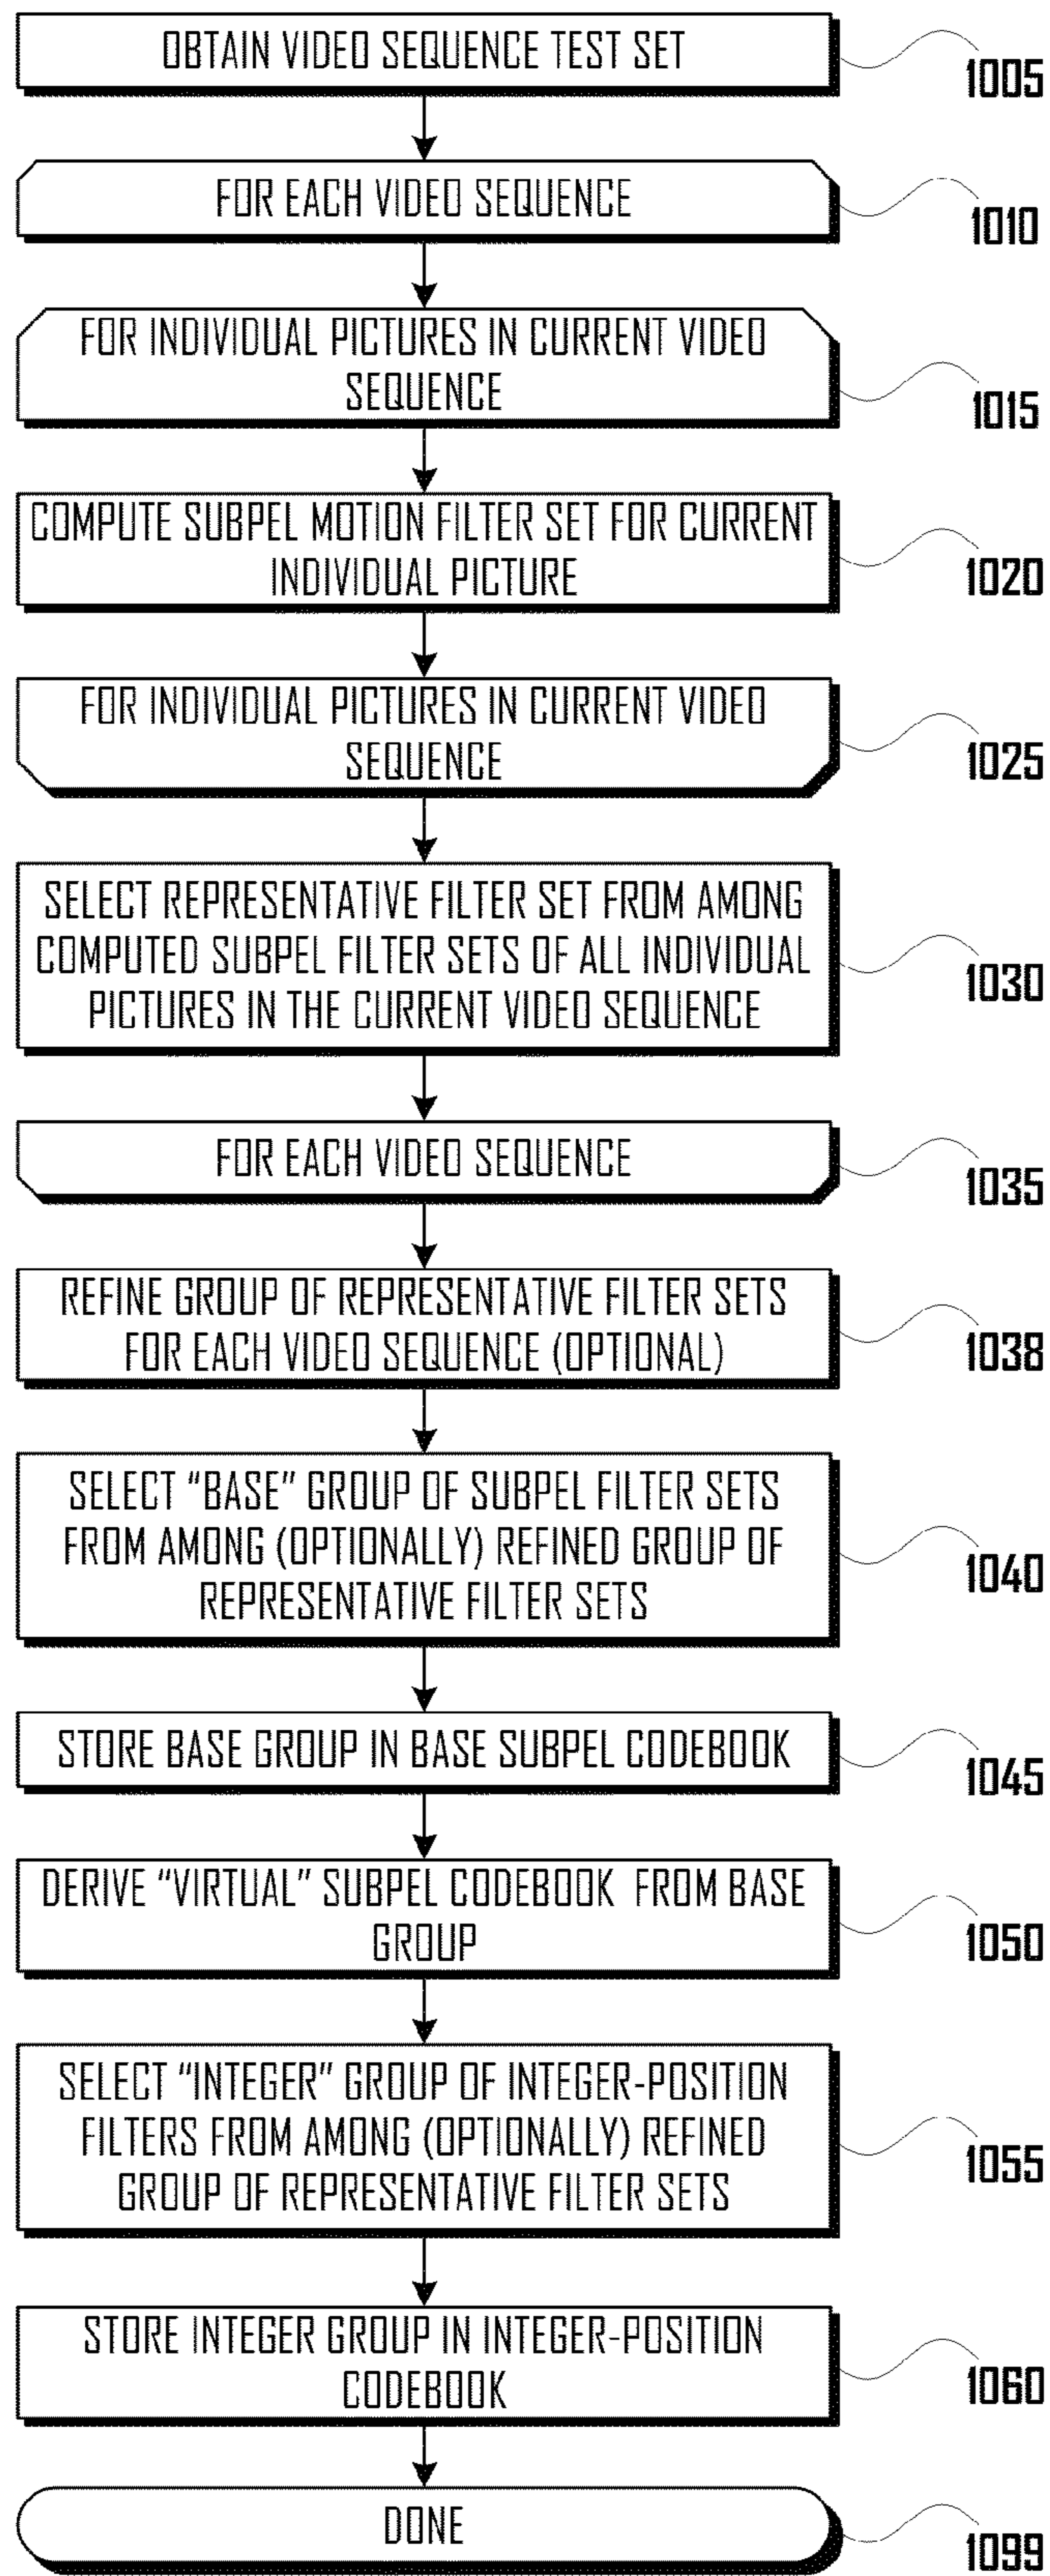 OBTAIN VIDEO SEQUENCE TEST SET
1005
FOR EACH VIDEO SEQUENCE
1010
FOR INDIVIDUAL PICTURES IN CURRENT VIDEO
SEQUENCE
1015
COMPUTE SUBPEL MOTION FILTER SET FOR CURRENT
INDIVIDUAL PICTURE
1020
FOR INDIVIDUAL PICTURES IN CURRENT VIDEO
SEQUENCE
1025
SELECT REPRESENTATIVE FILTER SET FROM AMONG
COMPUTED SUBPEL FILTER SETS OF ALL INDIVIDUAL
PICTURES IN THE CURRENT VIDEO SEQUENCE
1030
FOR EACH VIDEO SEQUENCE
1035
REFINE GROUP OF REPRESENTATIVE FILTER SETS
FOR EACH VIDEO SEQUENCE (OPTIONAL)
1038
SELECT “BASE” GROUP OF SUBPEL FILTER SETS
FROM AMONG (OPTIONALLY) REFINED GROUP OF
REPRESENTATIVE FILTER SETS
1040
STORE BASE GROUP IN BASE SUBPEL CODEBOOK
1045
DERIVE “VIRTUAL” SUBPEL CODEBOOK FROM BASE
GROUP
1050
SELECT “INTEGER” GROUP OF INTEGER-POSITION
FILTERS FROM AMONG (OPTIONALLY) REFINED
GROUP OF REPRESENTATIVE FILTER SETS
1055
STORE INTEGER GROUP IN INTEGER-POSITION
CODEBOOK
1060
DONE
1099